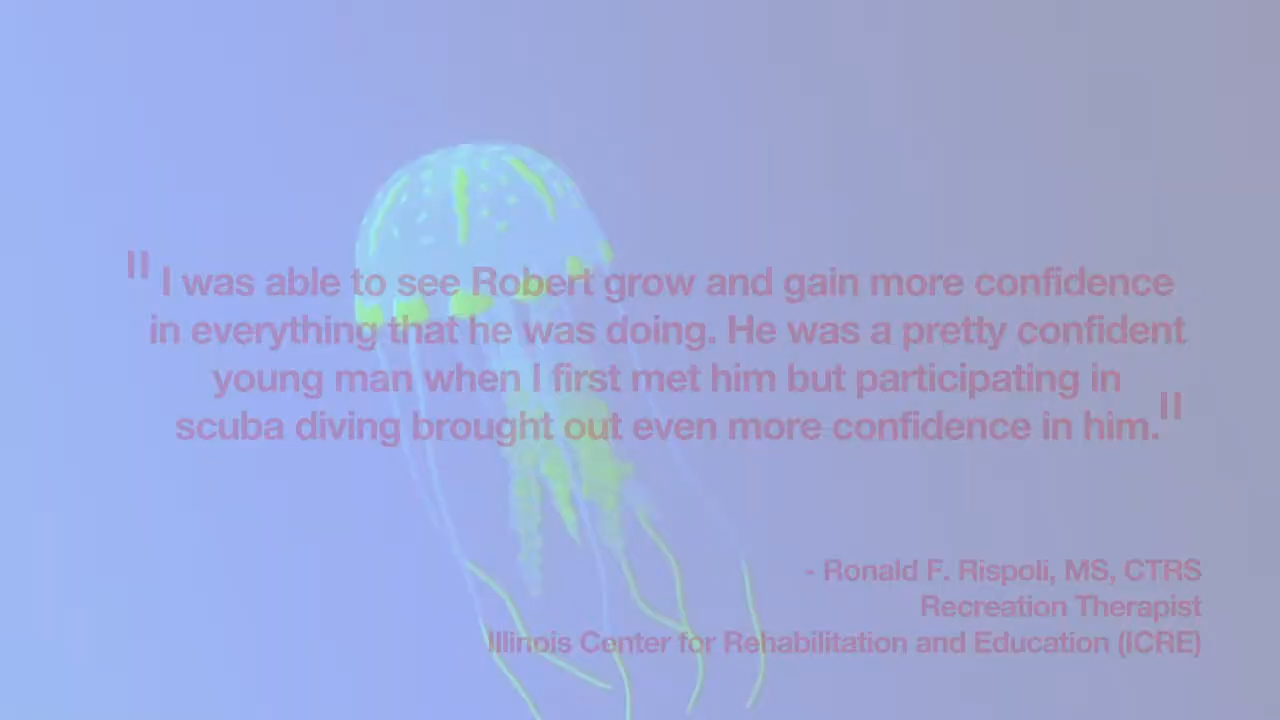 "I was able to see Robert grow and gain more confidence
in everything that he was doing. He was a pretty confident
young man when I first met him but participating in
scuba diving brought out even more confidence in him."
- Ronald F. Rispoli, MS, CTRS
Recreation Therapist
Illinois Center for Rehabilitation and Education (ICRE)